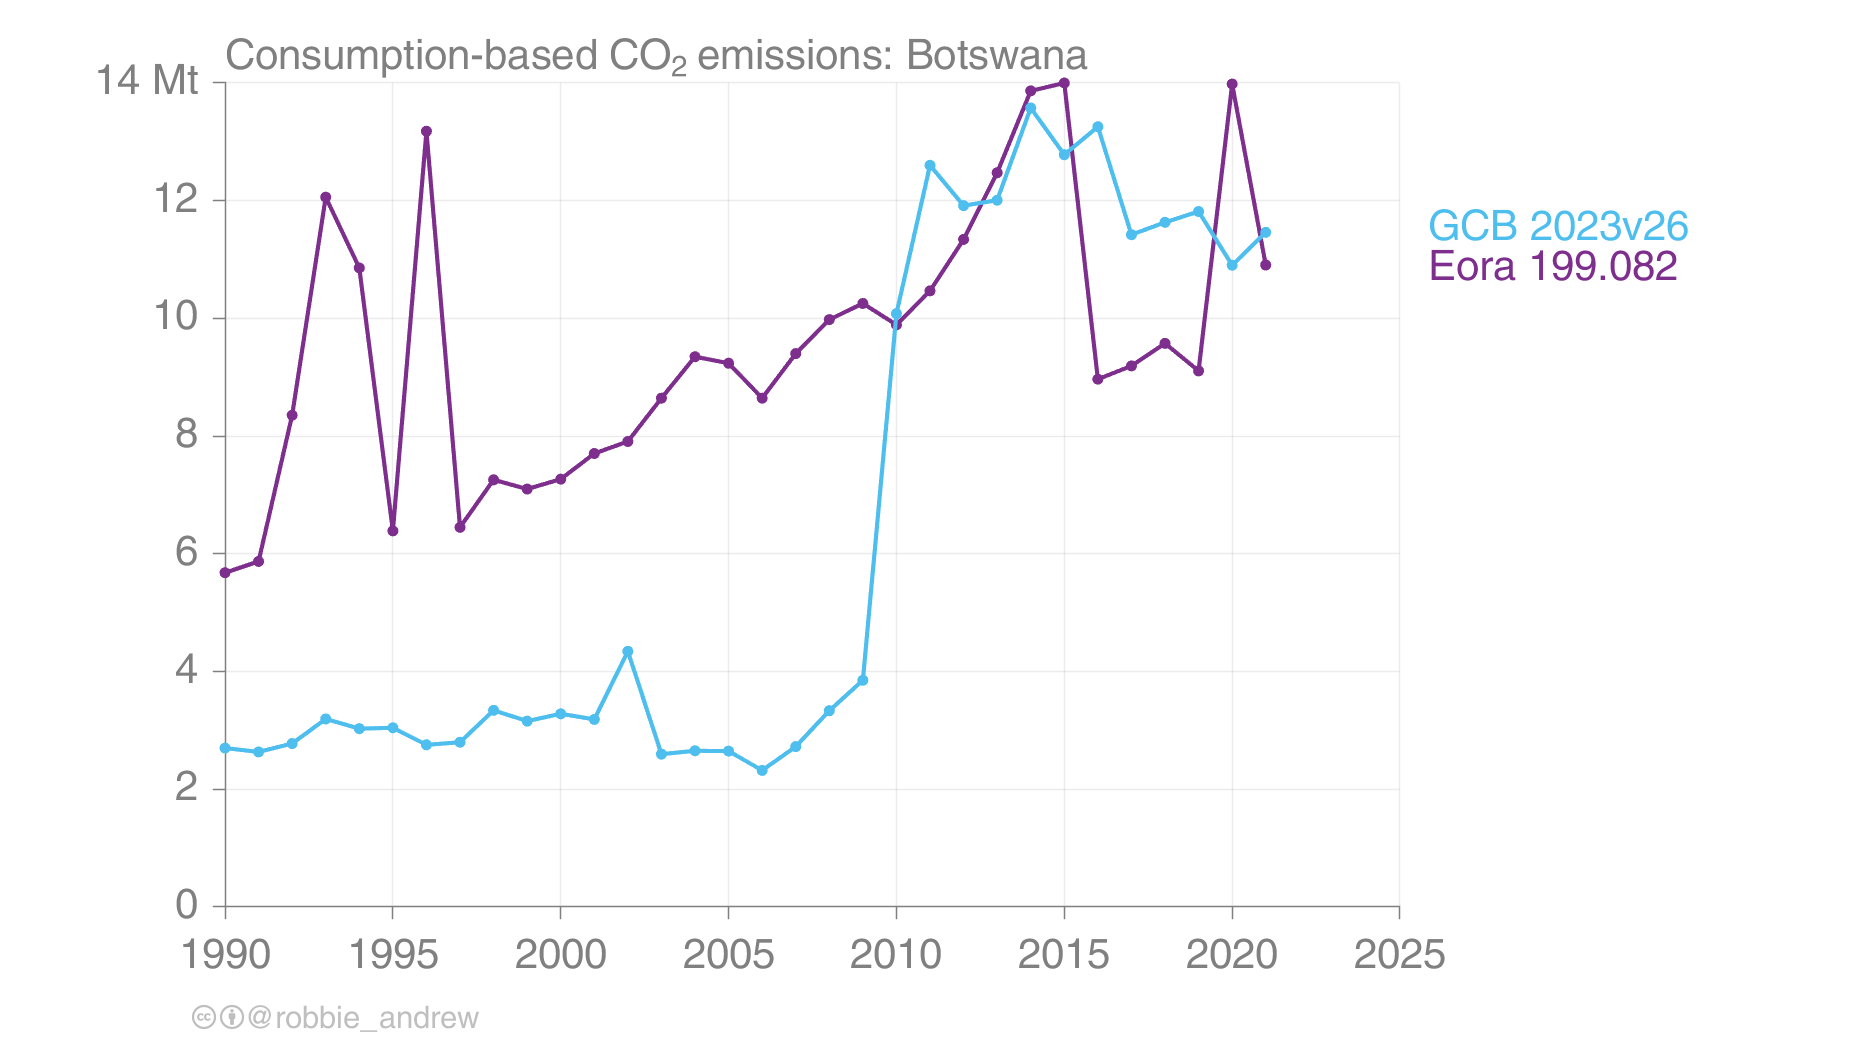 Consumption-based CO₂ emissions: Botswana
14 Mt
12
10
8
6
4
2
0
1990 1995 2000 2005 2010 2015 2020 2025
GCB 2023v26
Eora 199.082
cc @robbie_andrew